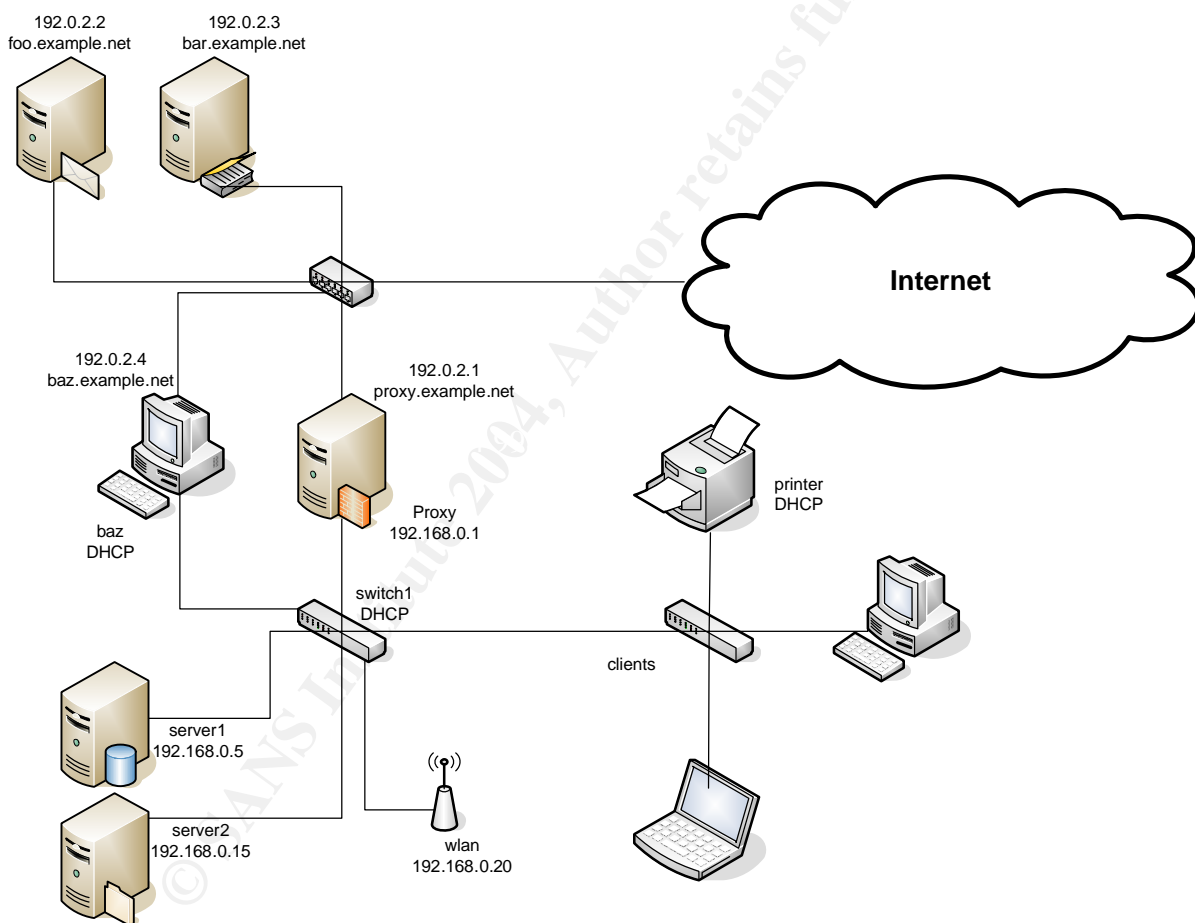 192.0.2.2
foo.example.net
192.0.2.3
bar.example.net
Internet
192.0.2.4
baz.example.net
192.0.2.1
proxy.example.net
printer
DHCP
baz
DHCP
Proxy
192.168.0.1
switch1
DHCP
clients
server1
192.168.0.5
server2
192.168.0.15
wlan
192.168.0.20
© SANS Institute 2004, Author retains fu